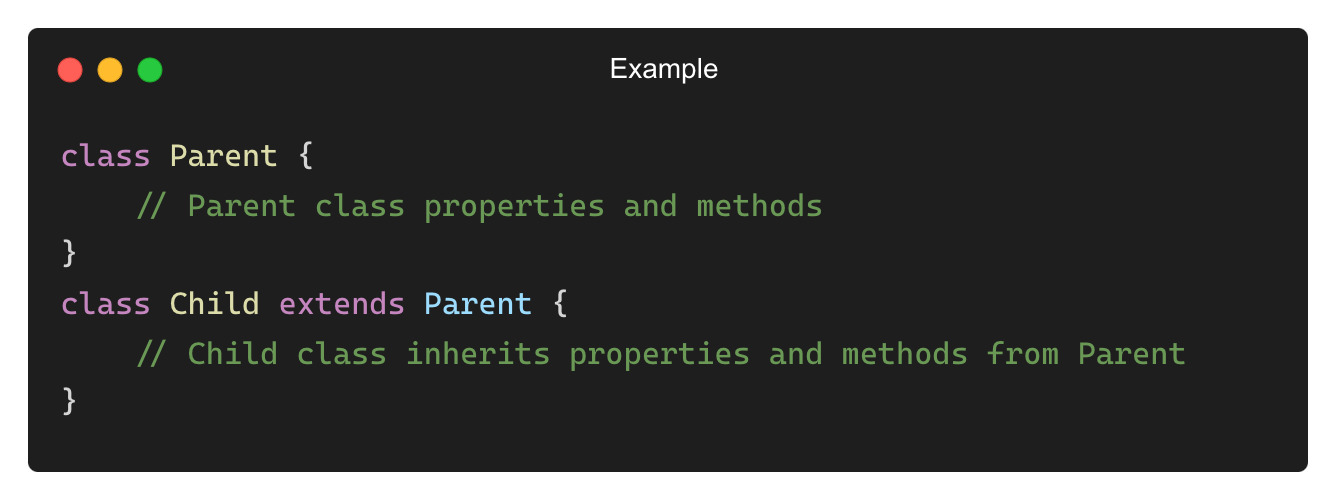 Example
class Parent {
    // Parent class properties and methods
}
class Child extends Parent {
    // Child class inherits properties and methods from Parent
}